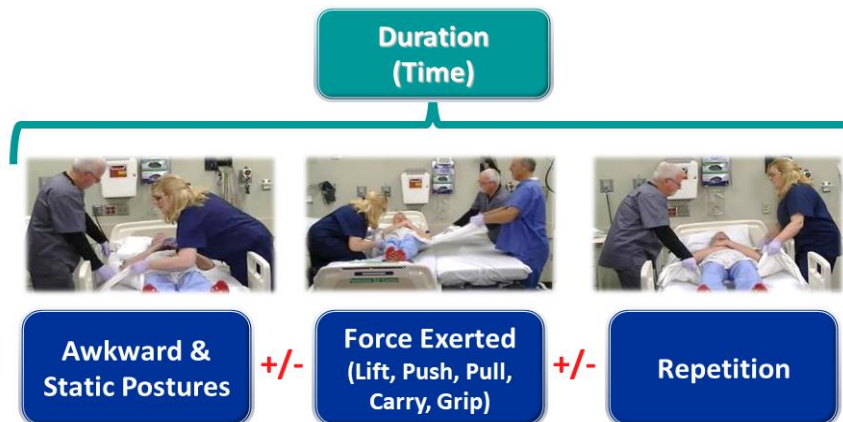 Duration
(Time)
Awkward &
Static Postures
+/-
Force Exerted
(Lift, Push, Pull,
Carry, Grip)
+/-
Repetition